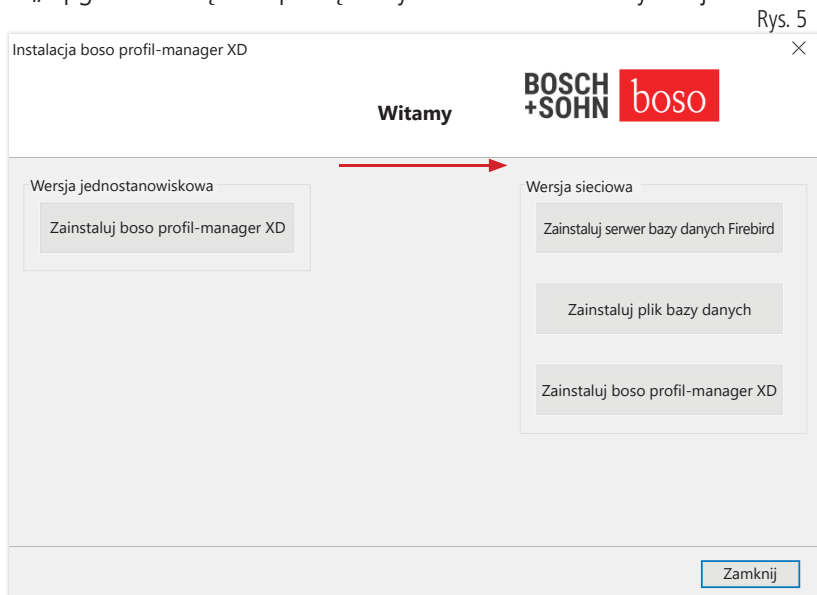 Rys. 5
Instalacja boso profil-manager XD
Witamy
BOSCH
+SOHN
boso
Wersja jednostanowiskowa
Zainstaluj boso profil-manager XD
Wersja sieciowa
Zainstaluj serwer bazy danych Firebird
Zainstaluj plik bazy danych
Zainstaluj boso profil-manager XD
Zamknij